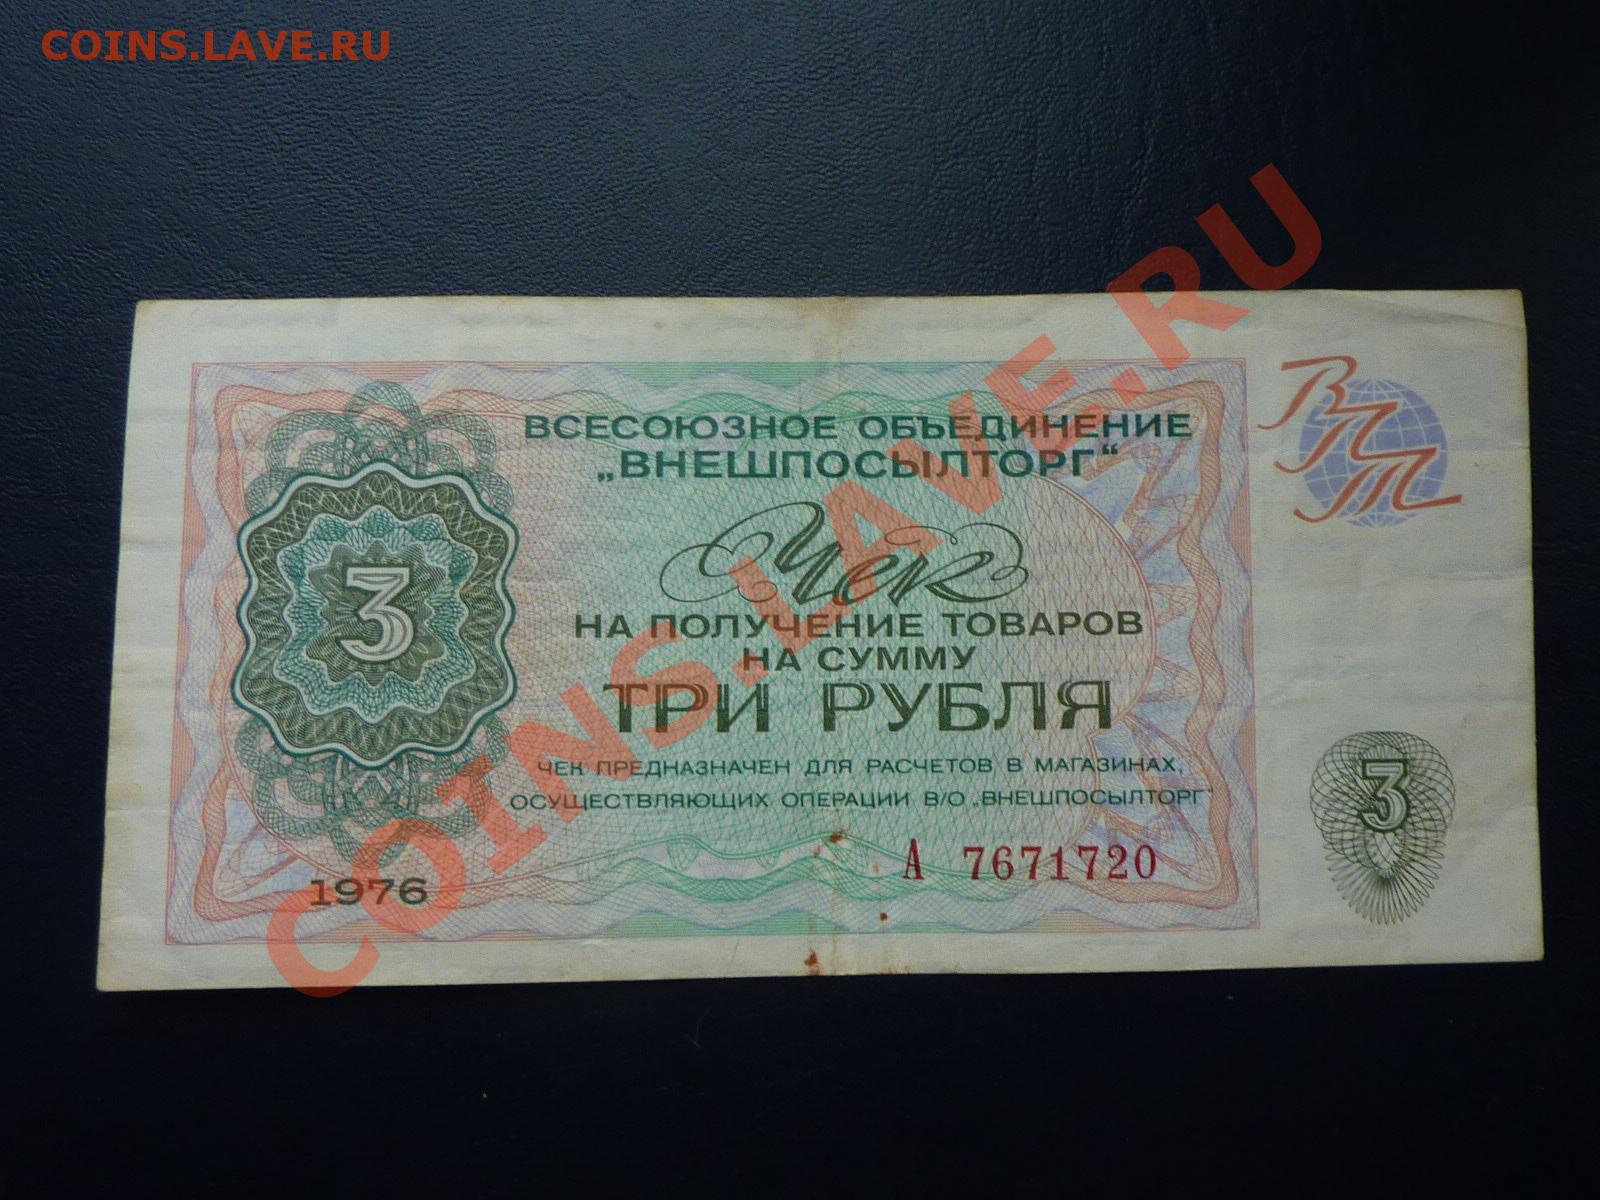 COINS.LAVE.RU
ВСЕСОЮЗНОЕ ОБЪЕДИНЕНИЕ
„ВНЕШПОСЫЛТОРГ“
ВПТ
Чек
3
НА ПОЛУЧЕНИЕ ТОВАРОВ
НА СУММУ
ТРИ РУБЛЯ
ЧЕК ПРЕДНАЗНАЧЕН ДЛЯ РАСЧЕТОВ В МАГАЗИНАХ,
ОСУЩЕСТВЛЯЮЩИХ ОПЕРАЦИИ В/О „ВНЕШПОСЫЛТОРГ“
3
А 7671720
1976
COINS.LAVE.RU